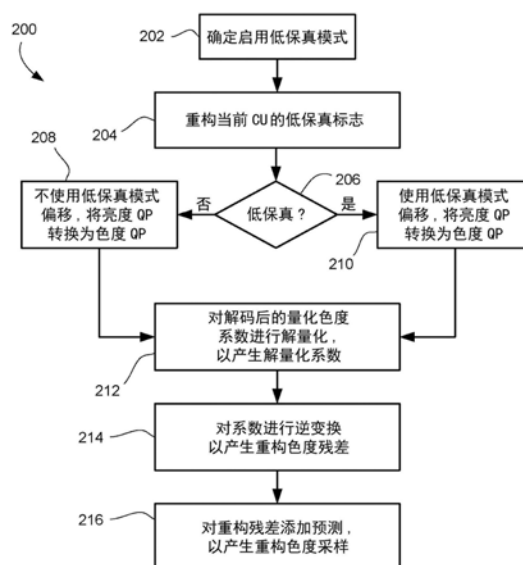 200
202
确定启用低保真模式
204
重构当前 CU 的低保真标志
208
206
不使用低保真模式
偏移，将亮度 QP
转换为色度 QP
否
低保真？
是
使用低保真模式
偏移，将亮度 QP
转换为色度 QP
210
对解码后的量化色度
系数进行解量化，
以产生解量化系数
212
对系数进行逆变换
以产生重构色度残差
214
216
对重构残差添加预测，
以产生重构色度采样